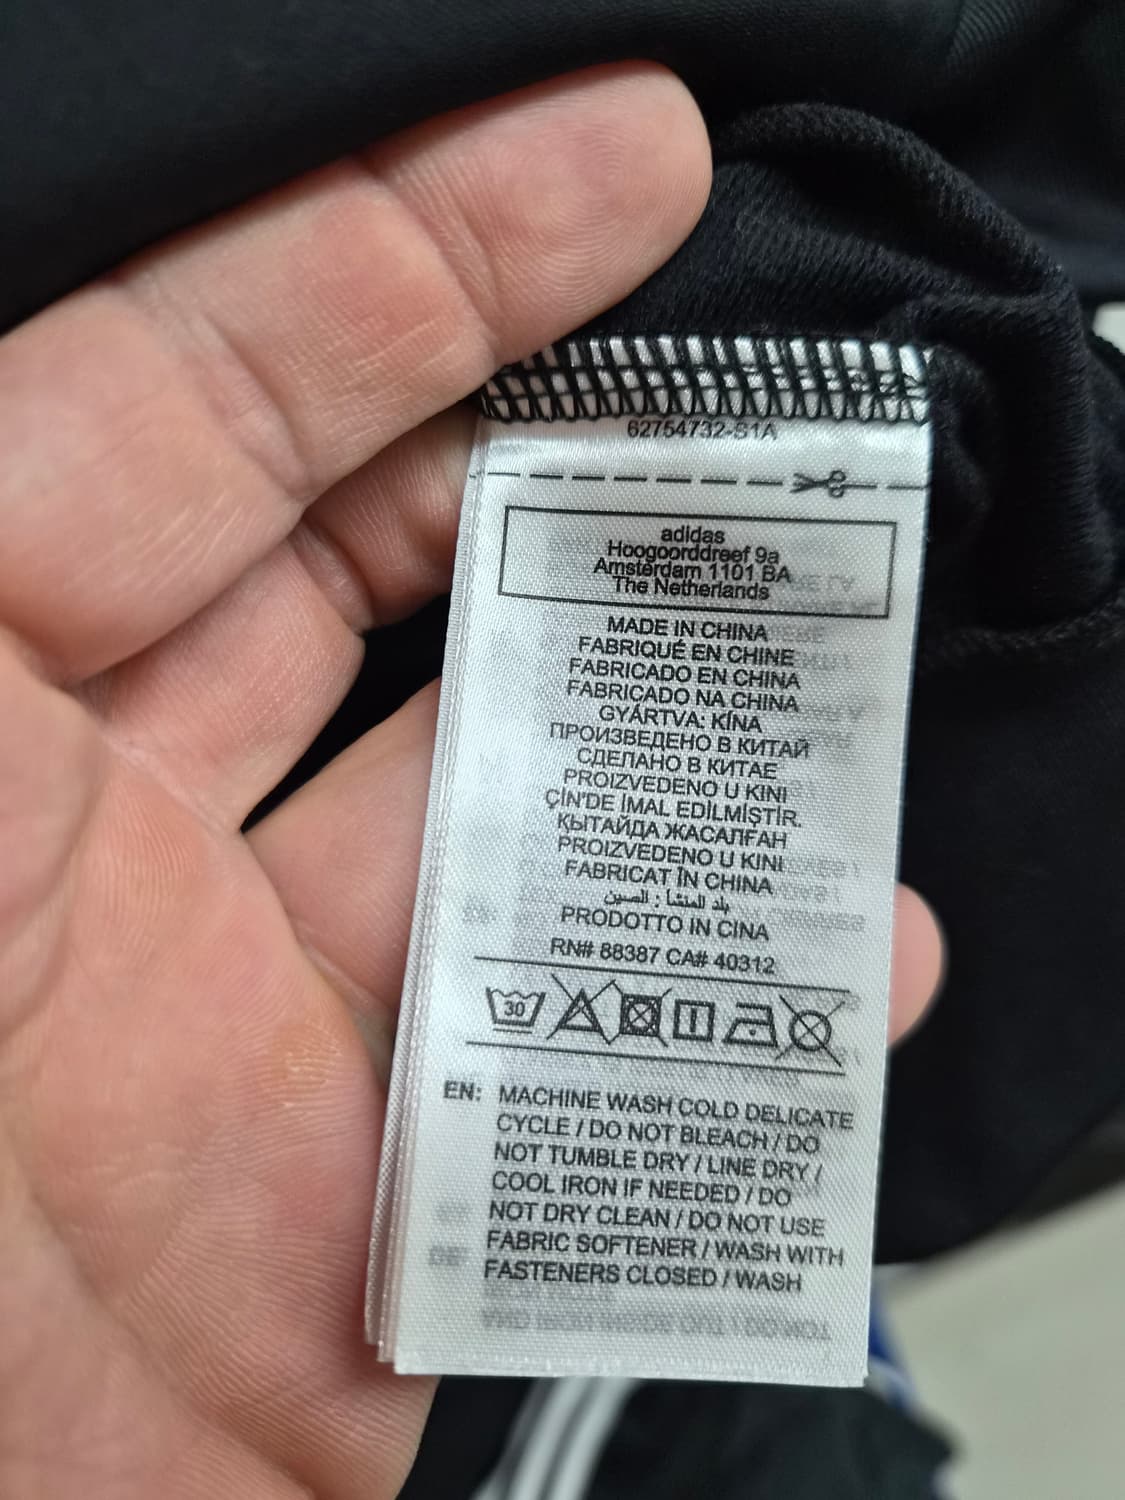 62754732-S1A
adidas
Hoogoorddreef 9a
Amsterdam 1101 BA
The Netherlands
MADE IN CHINA
FABRIQUÉ EN CHINE
FABRICADO EN CHINA
FABRICADO NA CHINA
GYÁRTVA: KÍNA
ПРОИЗВЕДЕНО В КИТАЙ
СДЕЛАНО В КИТАЕ
PROIZVEDENO U KINI
ÇİN'DE İMAL EDİLMİŞTİR.
ҚЫТАЙДА ЖАСАЛҒАН
PROIZVEDENO U KINI
FABRICAT ÎN CHINA
بلد المنشأ : الصين
PRODOTTO IN CINA
RN# 88387 CA# 40312
30
EN: MACHINE WASH COLD DELICATE
CYCLE / DO NOT BLEACH / DO
NOT TUMBLE DRY / LINE DRY /
COOL IRON IF NEEDED / DO
NOT DRY CLEAN / DO NOT USE
FABRIC SOFTENER / WASH WITH
FASTENERS CLOSED / WASH